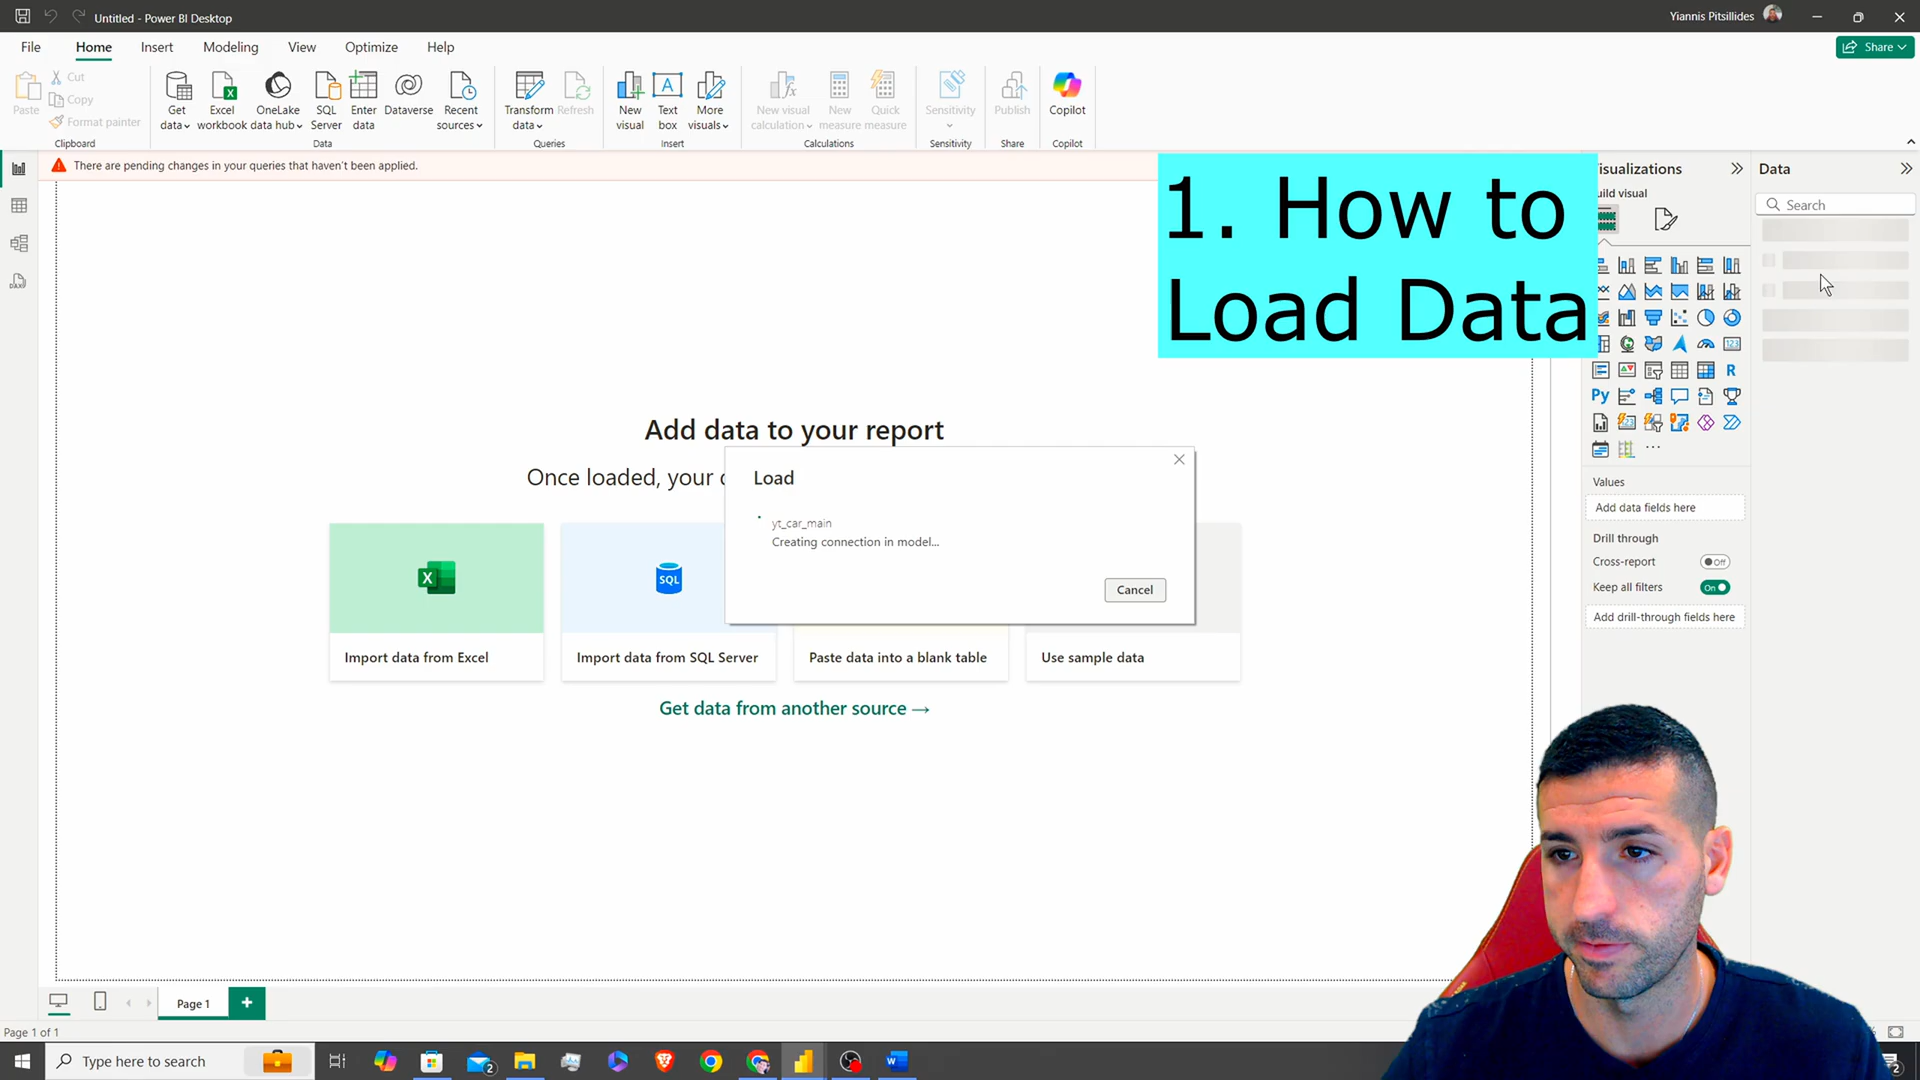 Untitled - Power BI Desktop
Yiannis Pitsillides
File
Home
Insert
Modeling
View
Optimize
Help
Share
Paste
Cut
Copy
Format painter
Clipboard
Get data
Excel workbook
OneLake data hub
SQL Server
Enter data
Dataverse
Recent sources
Data
Transform data
Refresh
Queries
New visual
Text box
More visuals
Insert
New visual calculation
New measure
Quick measure
Calculations
Sensitivity
Sensitivity
Publish
Share
Copilot
Copilot
There are pending changes in your queries that haven't been applied.
1. How to
Load Data
isualizations
uild visual
Data
Search
R
Py
Values
Add data fields here
Drill through
Cross-report
Off
Keep all filters
On
Add drill-through fields here
Add data to your report
Once loaded, your
Load
yt_car_main
Creating connection in model...
Cancel
SQL
Import data from Excel
Import data from SQL Server
Paste data into a blank table
Use sample data
Get data from another source →
Page 1
Page 1 of 1
Type here to search
2
2